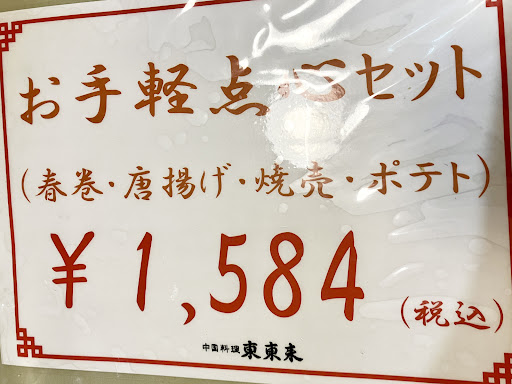 お手軽点心セット
(春巻・唐揚げ・焼売・ポテト)
￥1,584(税込)
中国料理 東東来